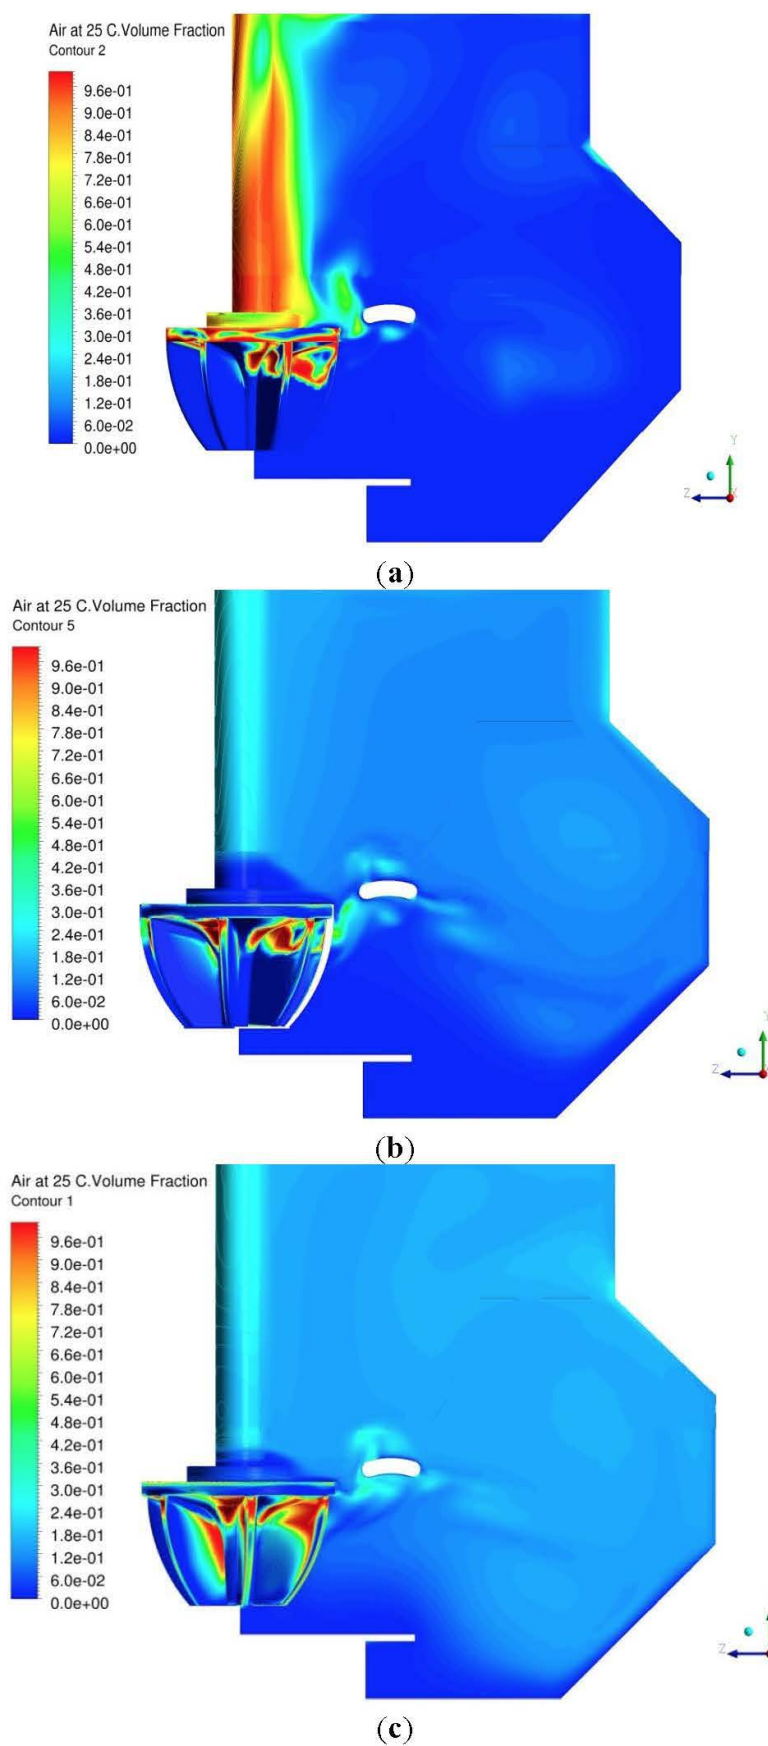 Air at 25 C.Volume Fraction
Contour 2
9.6e-01
9.0e-01
8.4e-01
7.8e-01
7.2e-01
6.6e-01
6.0e-01
5.4e-01
4.8e-01
4.2e-01
3.6e-01
3.0e-01
2.4e-01
1.8e-01
1.2e-01
6.0e-02
0.0e+00
Y
Z
X
(a)
Air at 25 C.Volume Fraction
Contour 5
9.6e-01
9.0e-01
8.4e-01
7.8e-01
7.2e-01
6.6e-01
6.0e-01
5.4e-01
4.8e-01
4.2e-01
3.6e-01
3.0e-01
2.4e-01
1.8e-01
1.2e-01
6.0e-02
0.0e+00
Y
Z
(b)
Air at 25 C.Volume Fraction
Contour 1
9.6e-01
9.0e-01
8.4e-01
7.8e-01
7.2e-01
6.6e-01
6.0e-01
5.4e-01
4.8e-01
4.2e-01
3.6e-01
3.0e-01
2.4e-01
1.8e-01
1.2e-01
6.0e-02
0.0e+00
Z
(c)